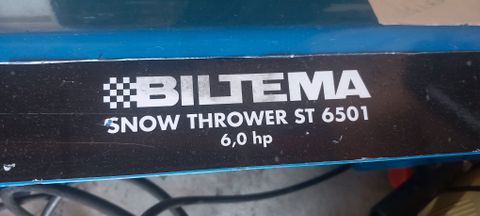 BILTEMA
SNOW THROWER ST 6501
6,0 hp